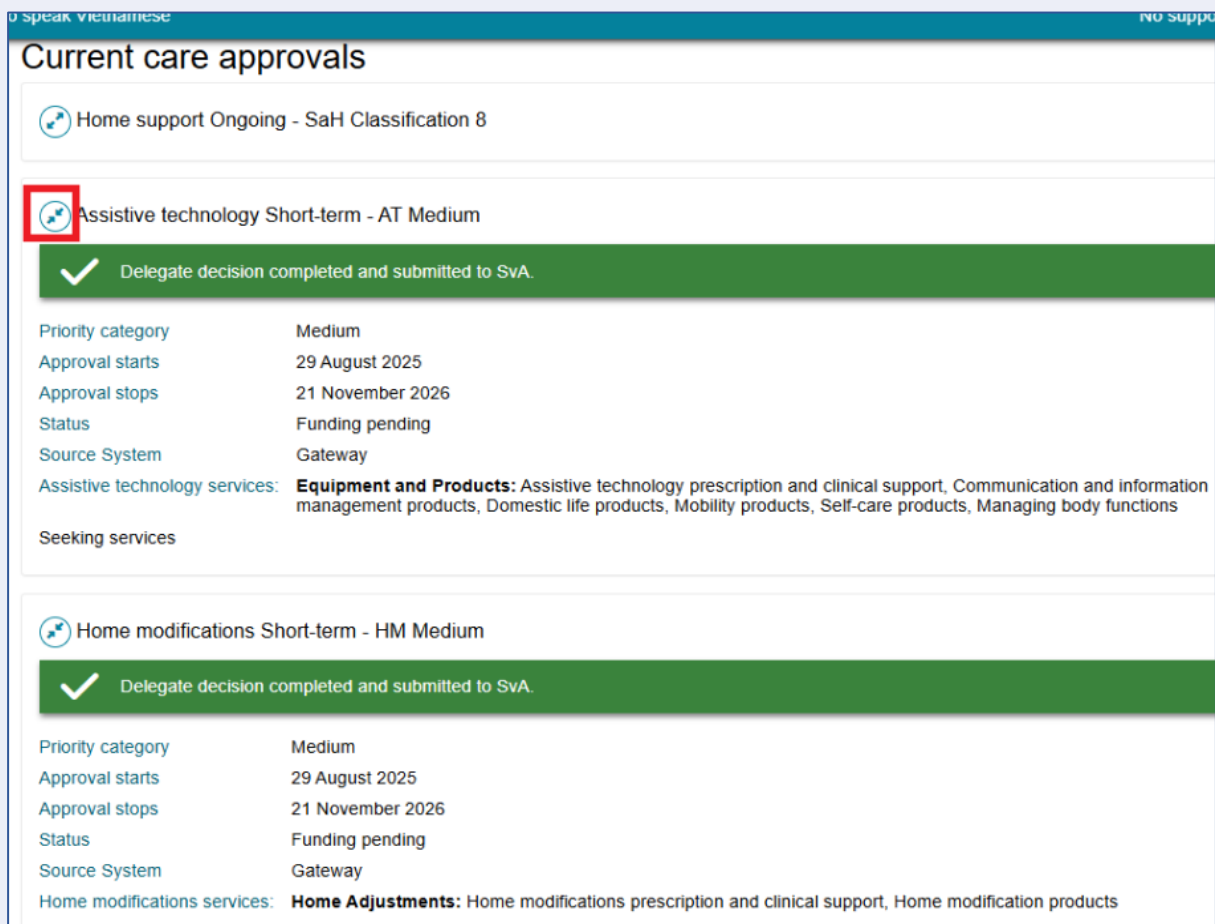 speak Vietnamese
No suppo
Current care approvals
Home support Ongoing - SaH Classification 8
Assistive technology Short-term - AT Medium
Delegate decision completed and submitted to SvA.
Priority category Medium
Approval starts 29 August 2025
Approval stops 21 November 2026
Status Funding pending
Source System Gateway
Assistive technology services: Equipment and Products: Assistive technology prescription and clinical support, Communication and information
management products, Domestic life products, Mobility products, Self-care products, Managing body functions
Seeking services
Home modifications Short-term - HM Medium
Delegate decision completed and submitted to SvA.
Priority category Medium
Approval starts 29 August 2025
Approval stops 21 November 2026
Status Funding pending
Source System Gateway
Home modifications services: Home Adjustments: Home modifications prescription and clinical support, Home modification products